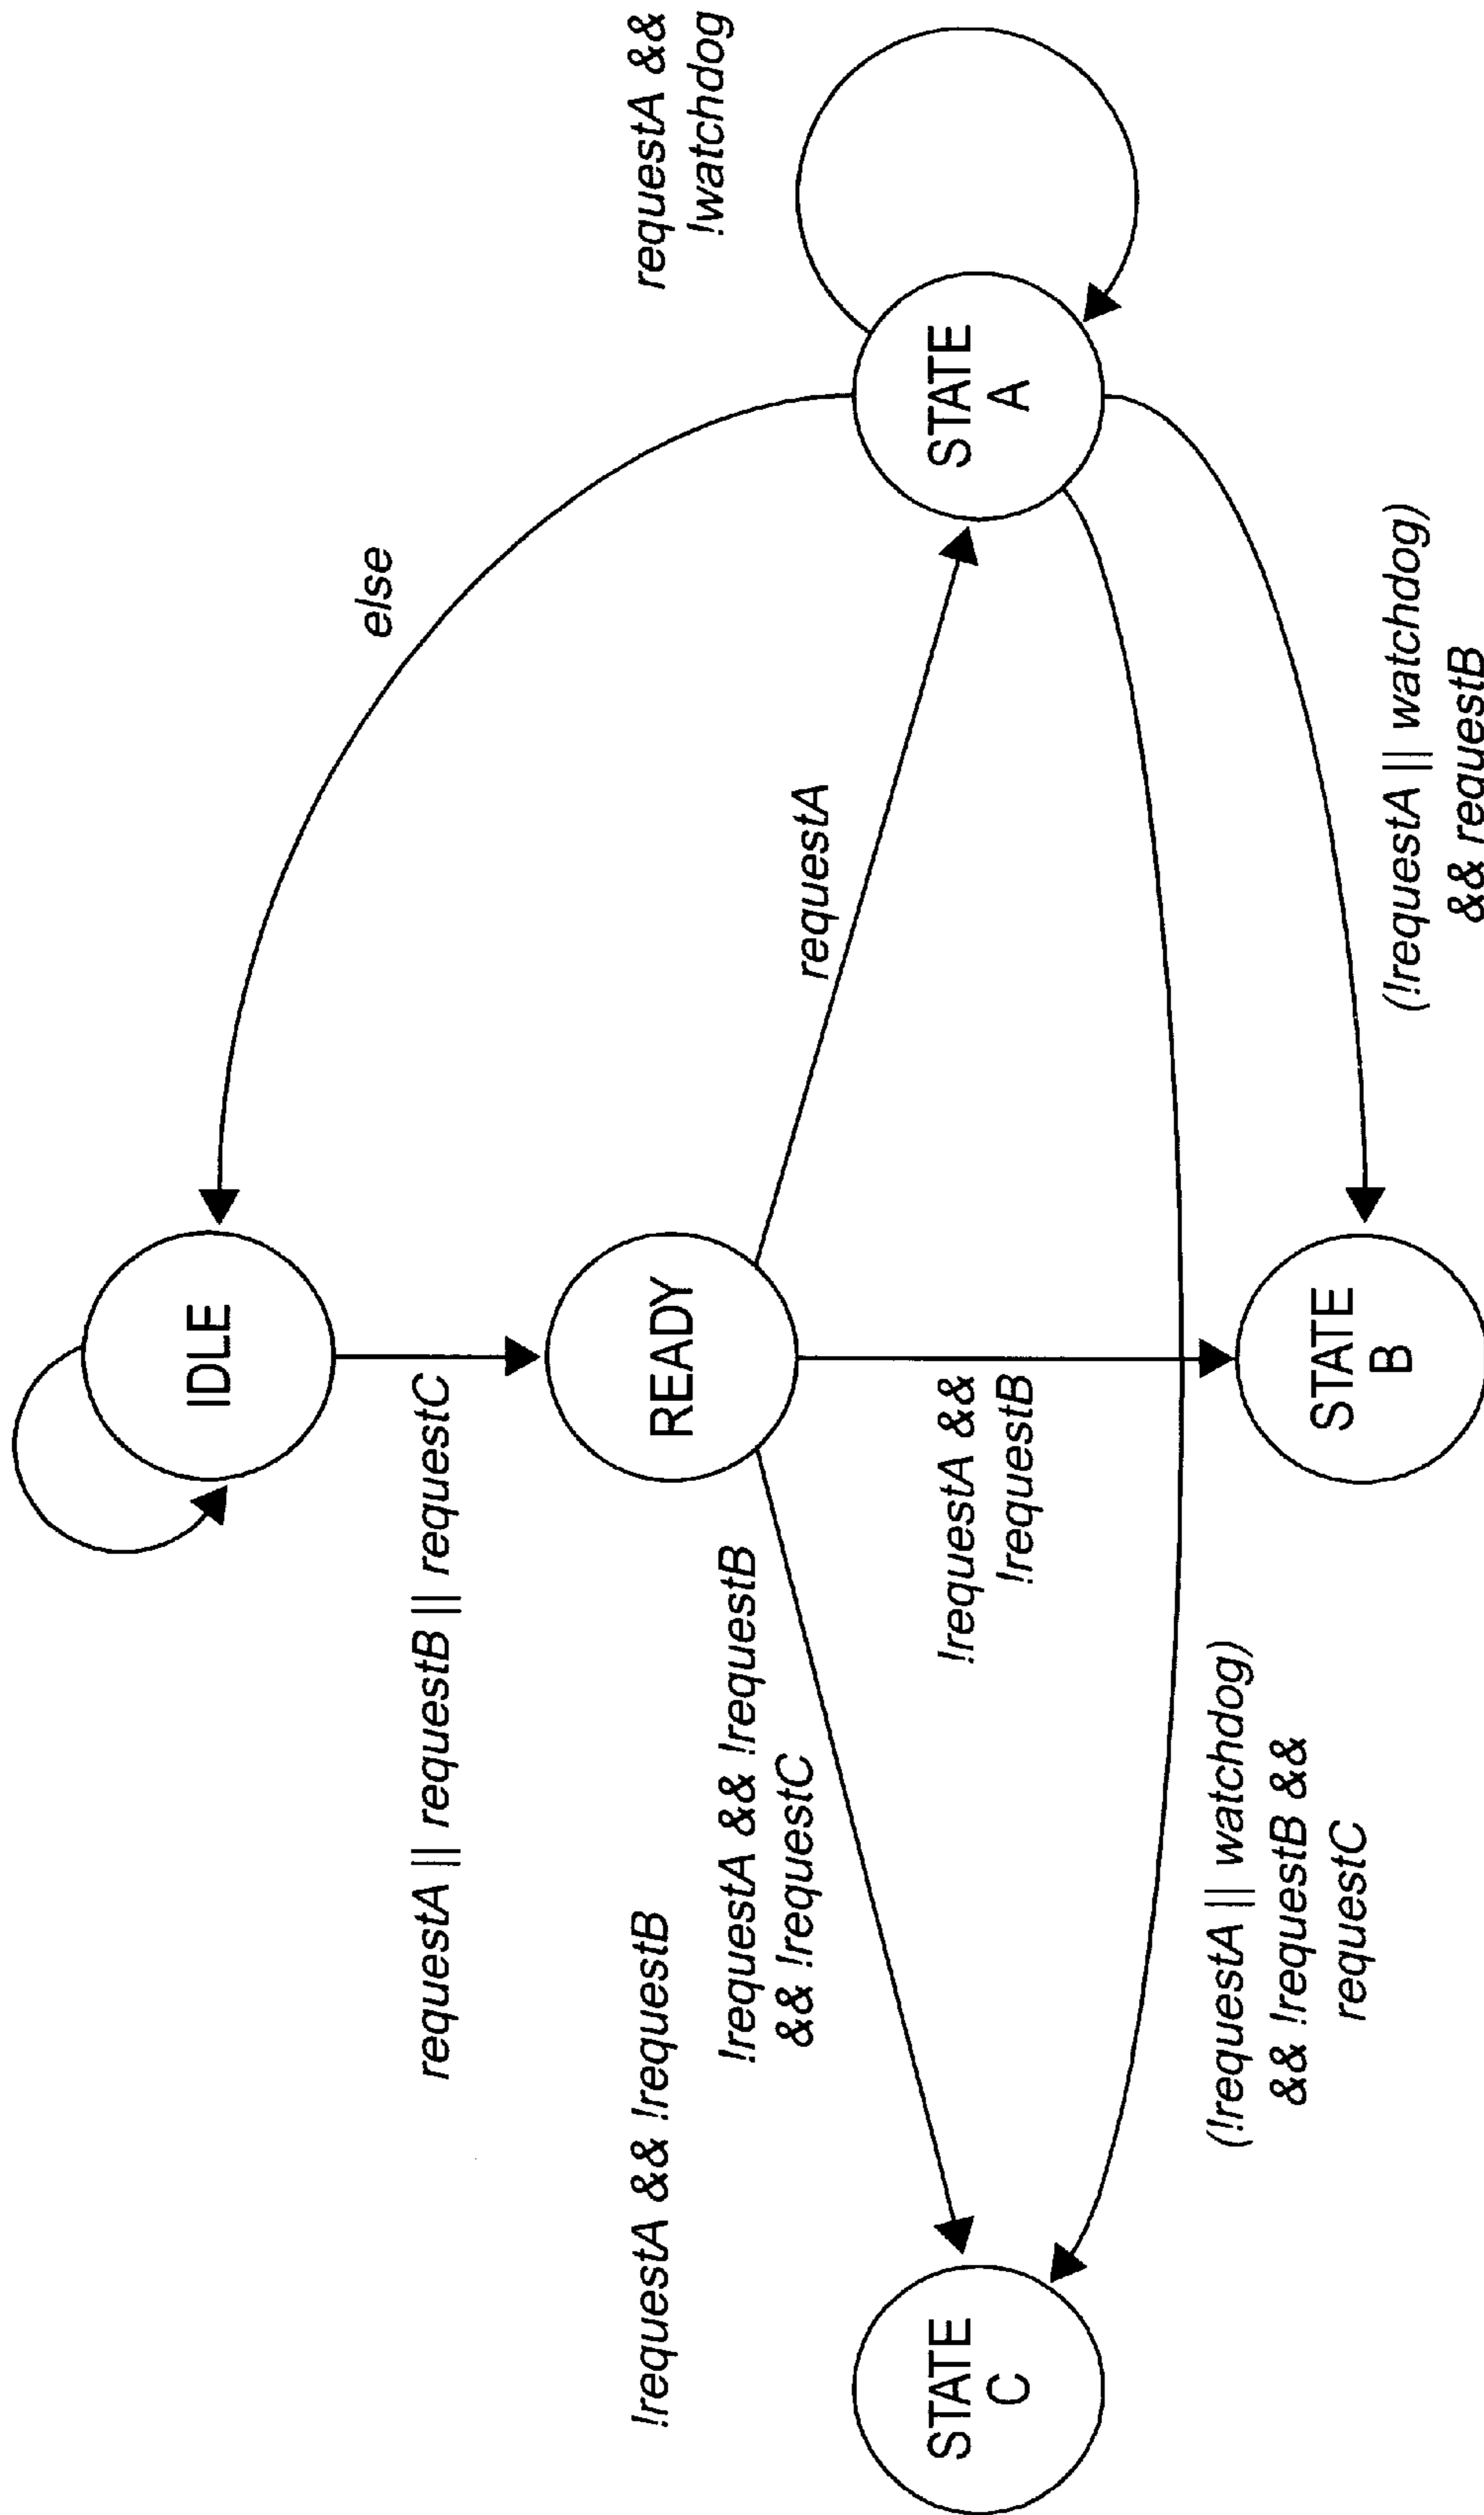 IDLE
requestA || requestB || requestC
READY
!requestA && !requestB
!requestA && !requestB
&& !requestC
requestA
!requestA &&
!requestB
else
requestA &&
!watchdog
STATE
A
STATE
C
STATE
B
(!requestA || watchdog)
&& !requestB &&
requestC
(!requestA || watchdog)
&& requestB